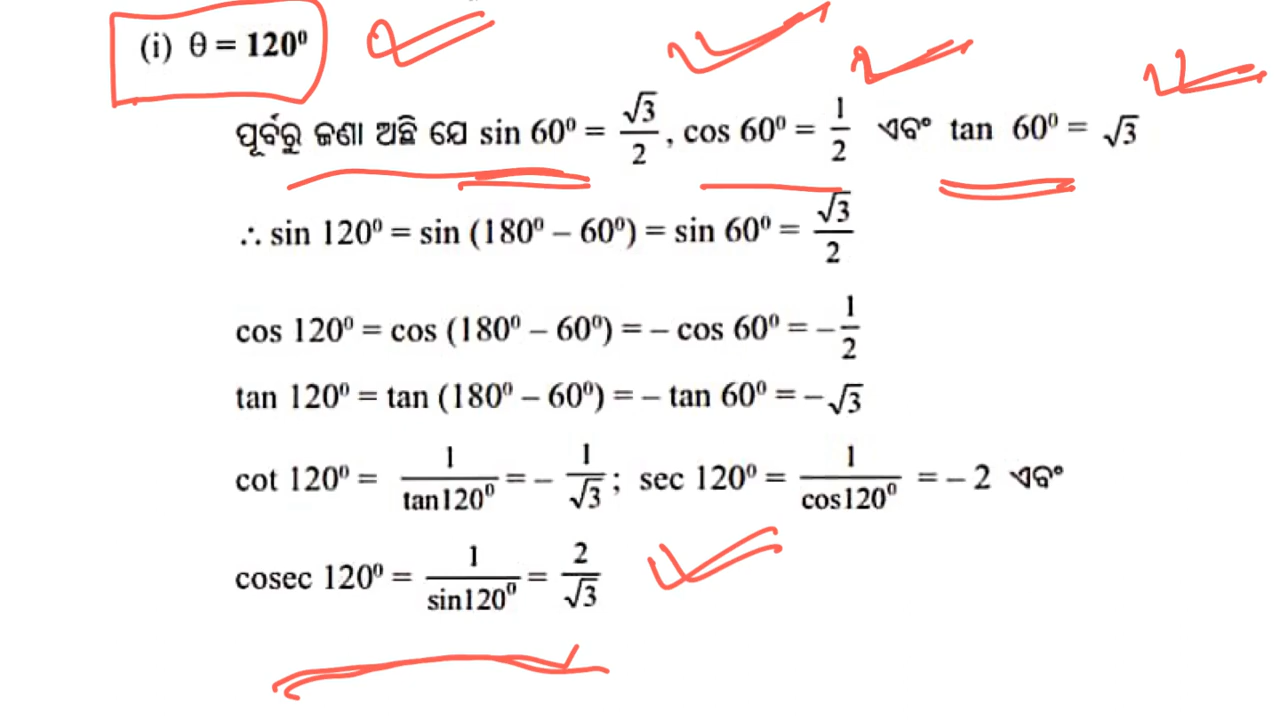 (i) θ = 120⁰
ପୂର୍ବରୁ ଜଣା ଅଛି ଯେ sin 60⁰ = √3/2 , cos 60⁰ = 1/2 ଏବଂ tan 60⁰ = √3
∴ sin 120⁰ = sin (180⁰ – 60⁰) = sin 60⁰ = √3/2
cos 120⁰ = cos (180⁰ – 60⁰) = – cos 60⁰ = –1/2
tan 120⁰ = tan (180⁰ – 60⁰) = – tan 60⁰ = –√3
cot 120⁰ = 1/tan120⁰ = – 1/√3 ; sec 120⁰ = 1/cos120⁰ = – 2 ଏବଂ
cosec 120⁰ = 1/sin120⁰ = 2/√3